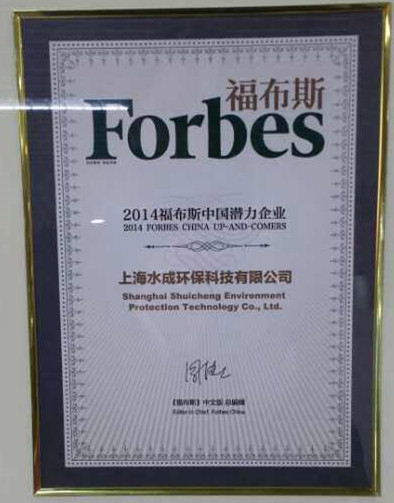 福布斯
Forbes
2014福布斯中国潜力企业
2014 FORBES CHINA UP-AND-COMERS
上海水成环保科技有限公司
Shanghai Shuicheng Environment
Protection Technology Co., Ltd.
《福布斯》中文版 总编辑
Editor in Chief Forbes China